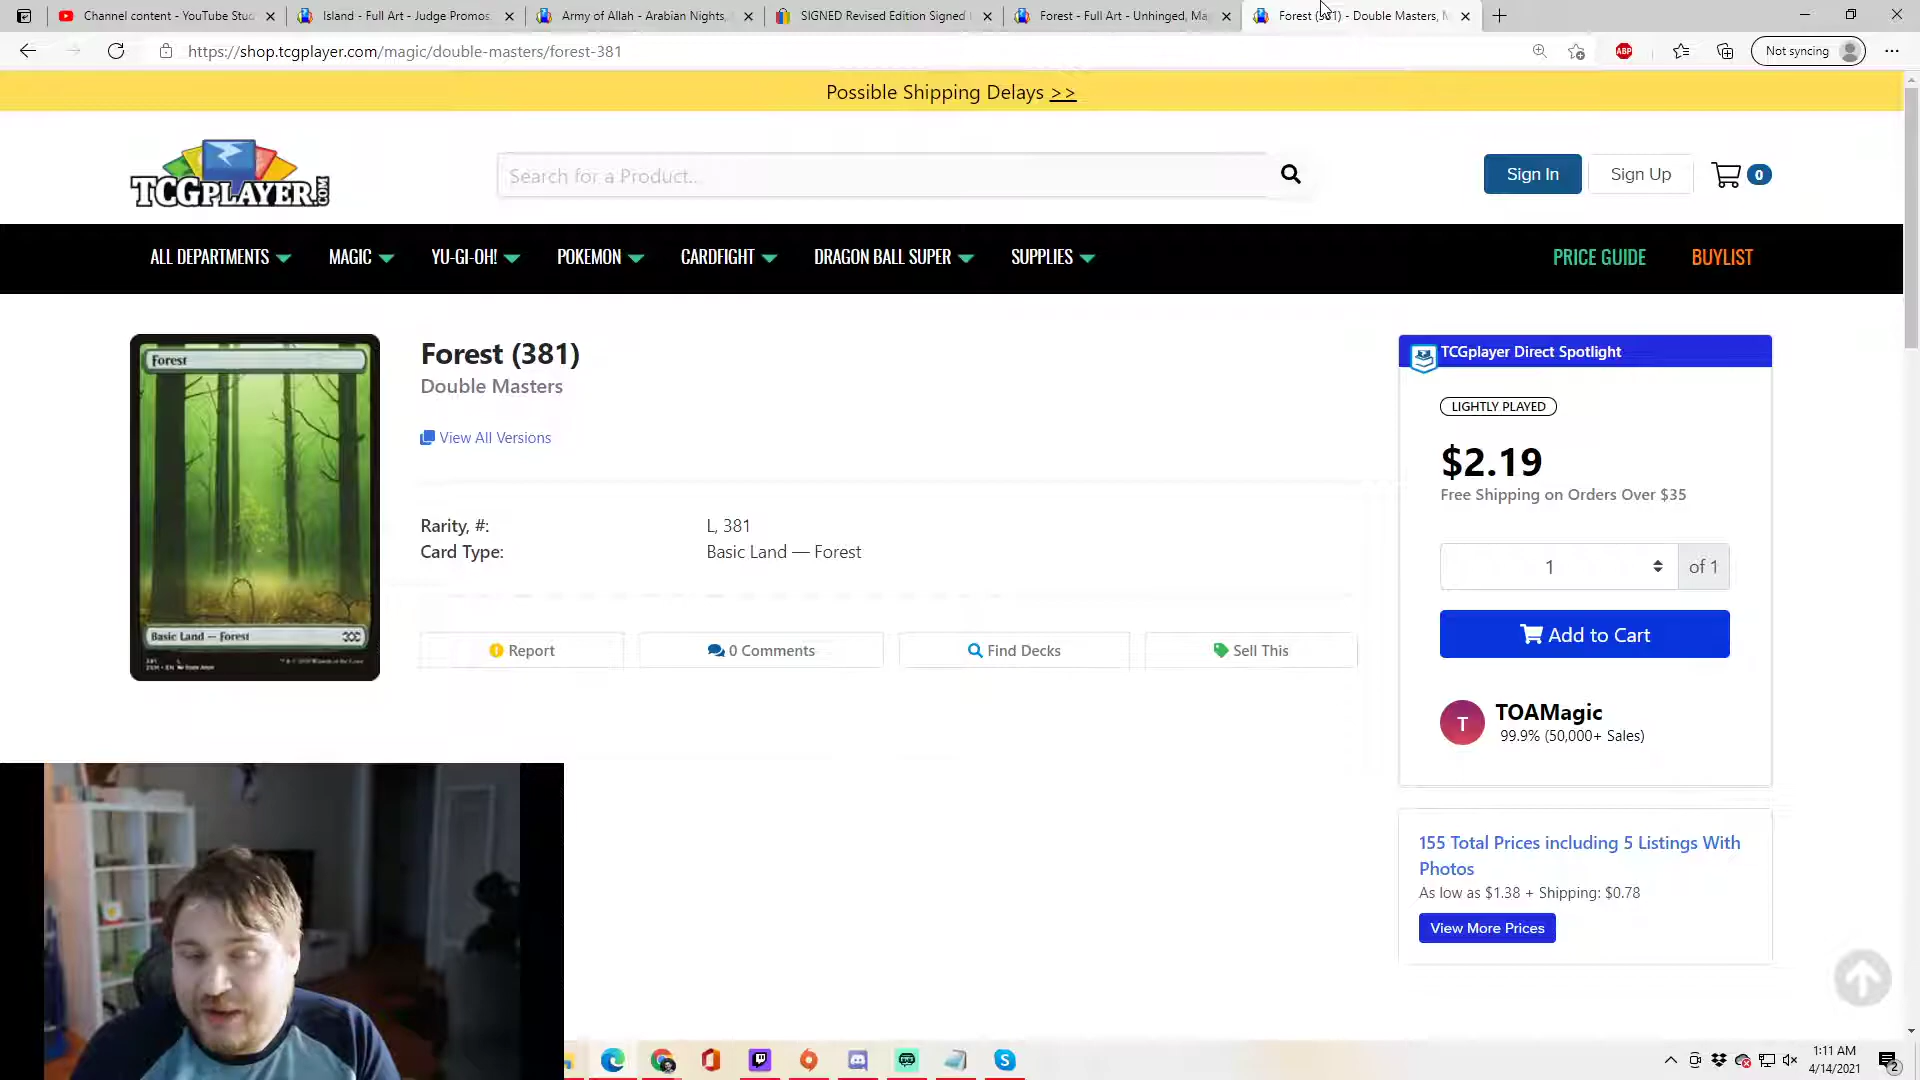 Channel content - YouTube Stud
Island - Full Art - Judge Promos
Army of Allah - Arabian Nights,
SIGNED Revised Edition Signed
Forest - Full Art - Unhinged, Ma
Forest (381) - Double Masters, M
https://shop.tcgplayer.com/magic/double-masters/forest-381
ABP
Not syncing
Possible Shipping Delays >>
TCGPLAYER.COM
Search for a Product...
Sign In
Sign Up
0
ALL DEPARTMENTS
MAGIC
YU-GI-OH!
POKEMON
CARDFIGHT
DRAGON BALL SUPER
SUPPLIES
PRICE GUIDE
BUYLIST
Forest
Basic Land — Forest
Forest (381)
Double Masters
View All Versions
Rarity, #: L, 381
Card Type: Basic Land — Forest
Report
0 Comments
Find Decks
Sell This
TCGplayer Direct Spotlight
LIGHTLY PLAYED
$2.19
Free Shipping on Orders Over $35
1
of 1
Add to Cart
T
TOAMagic
99.9% (50,000+ Sales)
155 Total Prices including 5 Listings With
Photos
As low as $1.38 + Shipping: $0.78
View More Prices
1:11 AM
4/14/2021
2